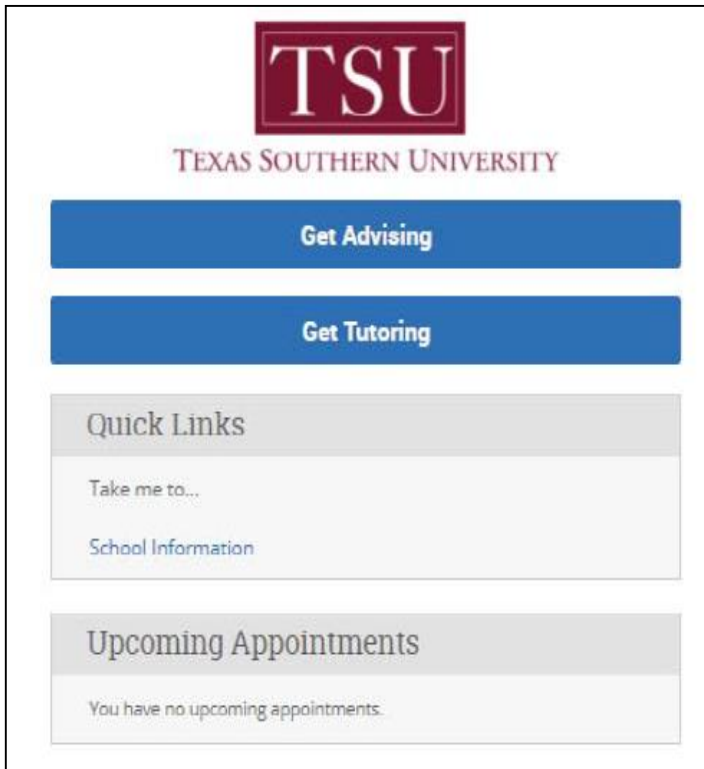 TSU
TEXAS SOUTHERN UNIVERSITY
Get Advising
Get Tutoring
Quick Links
Take me to...
School Information
Upcoming Appointments
You have no upcoming appointments.